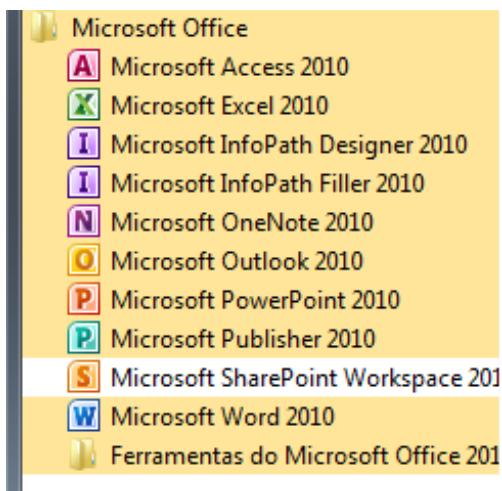 Microsoft Office
Microsoft Access 2010
Microsoft Excel 2010
Microsoft InfoPath Designer 2010
Microsoft InfoPath Filler 2010
Microsoft OneNote 2010
Microsoft Outlook 2010
Microsoft PowerPoint 2010
Microsoft Publisher 2010
Microsoft SharePoint Workspace 201
Microsoft Word 2010
Ferramentas do Microsoft Office 201